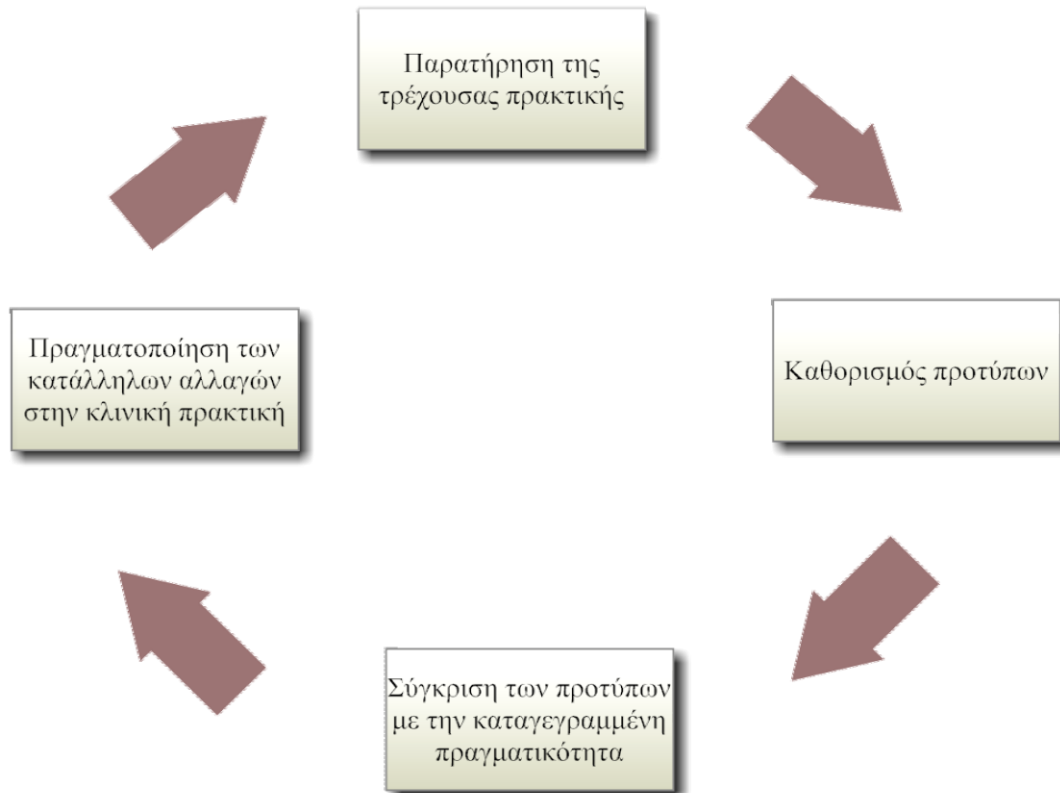 Παρατήρηση της
τρέχουσας πρακτικής
Καθορισμός προτύπων
Σύγκριση των προτύπων
με την καταγεγραμμένη
πραγματικότητα
Πραγματοποίηση των
κατάλληλων αλλαγών
στην κλινική πρακτική